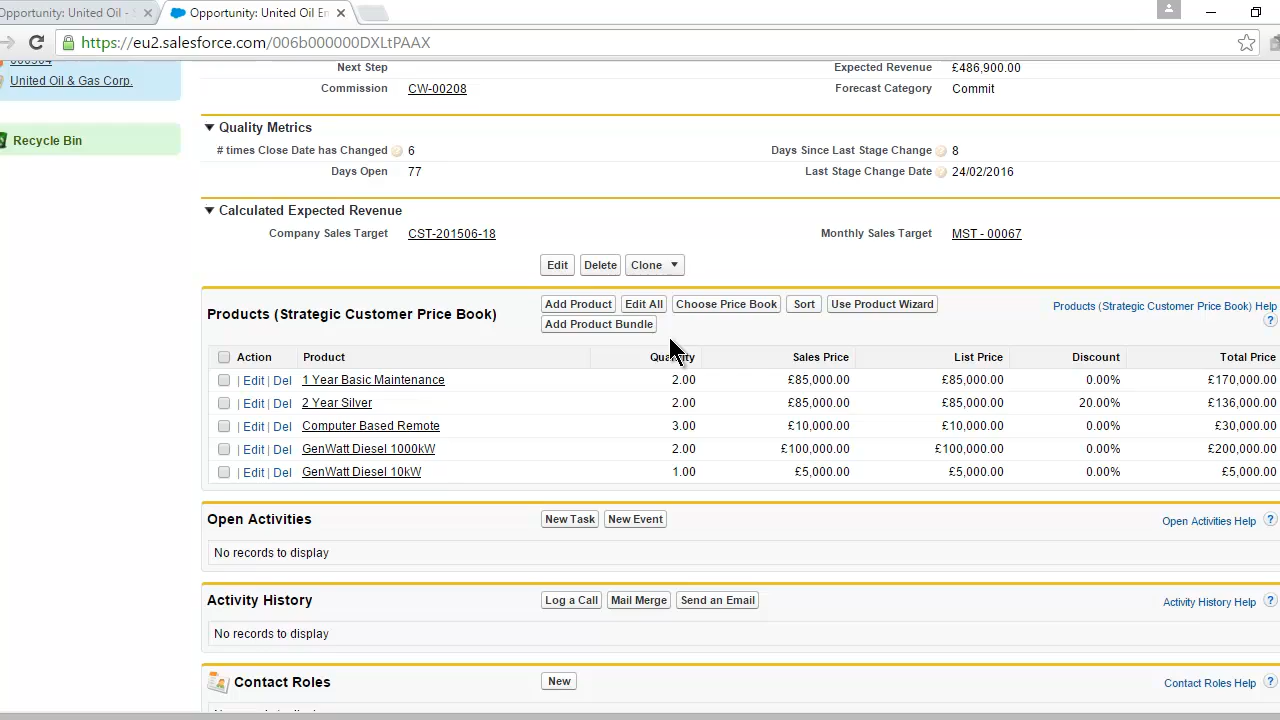 Opportunity: United Oil - S
Opportunity: United Oil En
https://eu2.salesforce.com/006b000000DXLtPAAX
United Oil & Gas Corp.
Recycle Bin
Next Step
Expected Revenue £486,900.00
Commission CW-00208
Forecast Category Commit
Quality Metrics
# times Close Date has Changed 6
Days Since Last Stage Change 8
Days Open 77
Last Stage Change Date 24/02/2016
Calculated Expected Revenue
Company Sales Target CST-201506-18
Monthly Sales Target MST - 00067
Edit Delete Clone
Products (Strategic Customer Price Book)
Add Product Edit All Choose Price Book Sort Use Product Wizard
Add Product Bundle
Products (Strategic Customer Price Book) Help ?
Action Product Quantity Sales Price List Price Discount Total Price
| Edit | Del 1 Year Basic Maintenance 2.00 £85,000.00 £85,000.00 0.00% £170,000.00
| Edit | Del 2 Year Silver 2.00 £85,000.00 £85,000.00 20.00% £136,000.00
| Edit | Del Computer Based Remote 3.00 £10,000.00 £10,000.00 0.00% £30,000.00
| Edit | Del GenWatt Diesel 1000kW 2.00 £100,000.00 £100,000.00 0.00% £200,000.00
| Edit | Del GenWatt Diesel 10kW 1.00 £5,000.00 £5,000.00 0.00% £5,000.00
Open Activities New Task New Event Open Activities Help ?
No records to display
Activity History Log a Call Mail Merge Send an Email Activity History Help ?
No records to display
Contact Roles New Contact Roles Help ?